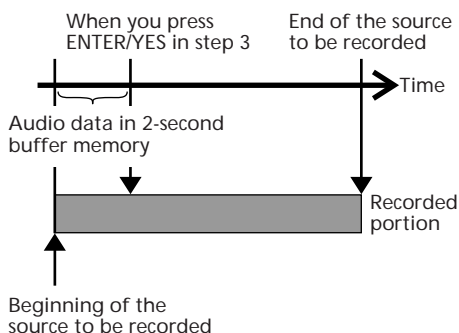 When you press
ENTER/YES in step 3
End of the source
to be recorded
Time
Audio data in 2-second
buffer memory
Recorded
portion
Beginning of the
source to be recorded